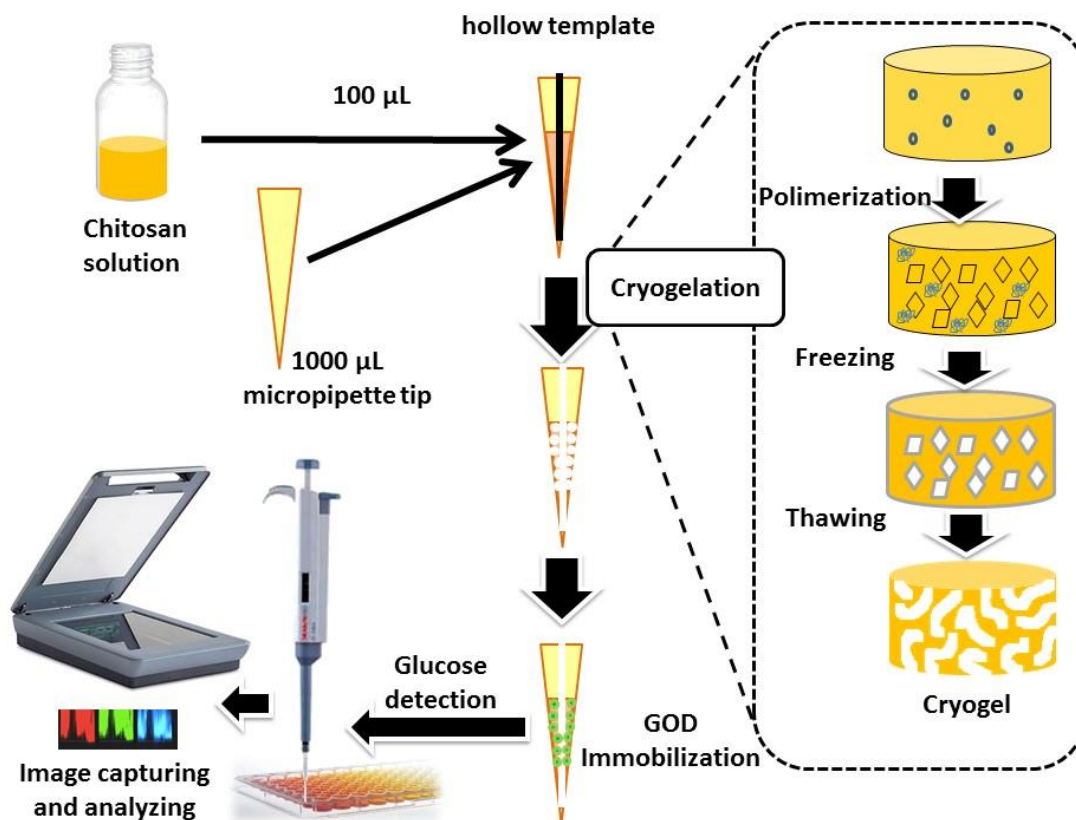 hollow template
100 µL
Chitosan
solution
1000 µL
micropipette tip
Cryogelation
Polimerization
Freezing
Thawing
Cryogel
GOD
Immobilization
Glucose
detection
Image capturing
and analyzing